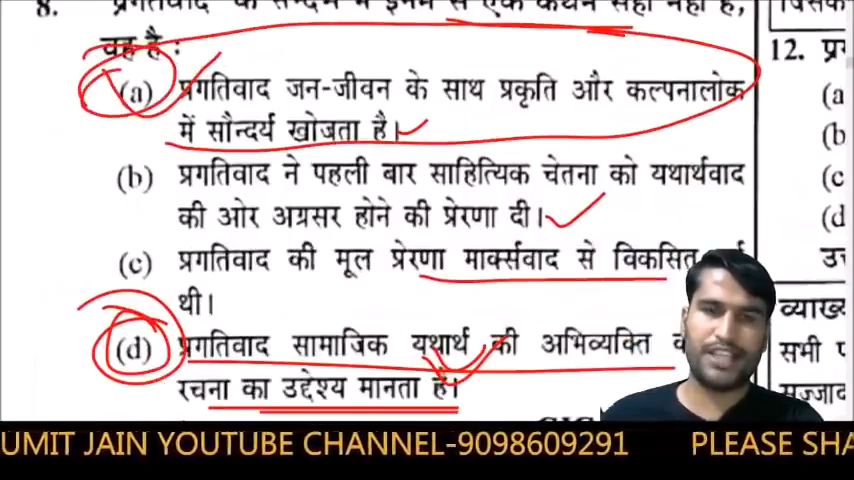 8. प्रगतिवाद के सन्दर्भ में इनमें से एक कथन सही नहीं है,
वह है :
(a) प्रगतिवाद जन-जीवन के साथ प्रकृति और कल्पनालोक
में सौन्दर्य खोजता है।
(b) प्रगतिवाद ने पहली बार साहित्यिक चेतना को यथार्थवाद
की ओर अग्रसर होने की प्रेरणा दी।
(c) प्रगतिवाद की मूल प्रेरणा मार्क्सवाद से विकसित
थी।
(d) प्रगतिवाद सामाजिक यथार्थ की अभिव्यक्ति
रचना का उद्देश्य मानता है।
12.
(a
(b
(c
(d
व्याख्
सभी
UMIT JAIN YOUTUBE CHANNEL-9098609291 PLEASE SHA